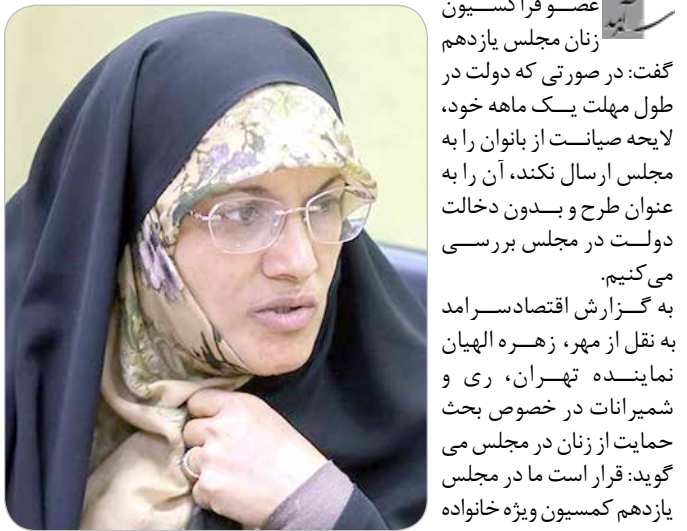 سرآمد
عضو فراکسیون
زنان مجلس یازدهم
گفت: در صورتی که دولت در
طول مهلت یک ماهه خود،
لایحه صیانت از بانوان را به
مجلس ارسال نکند، آن را به
عنوان طرح و بدون دخالت
دولت در مجلس بررسی
می‌کنیم.
به گزارش اقتصادسرامد
به نقل از مهر، زهره الهیان
نماینده تهران، ری و
شمیرانات در خصوص بحث
حمایت از زنان در مجلس می
گوید: قرار است ما در مجلس
یازدهم کمسیون ویژه خانواده